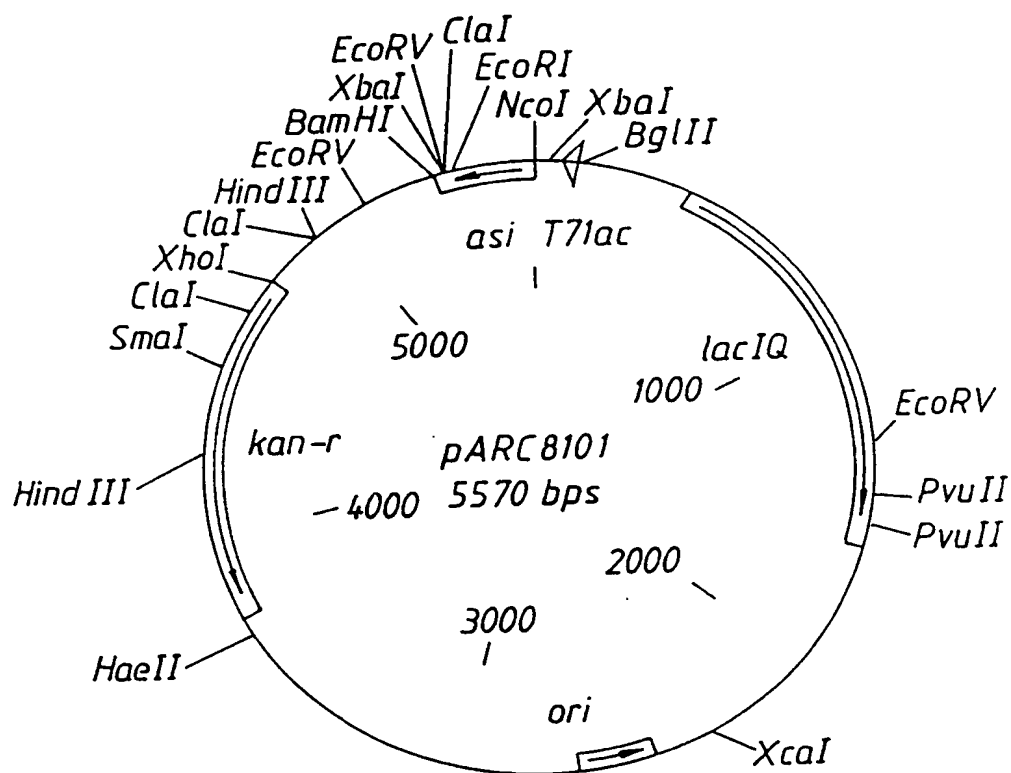 ClaI
EcoRV
EcoRI
XbaI
NcoI
XbaI
BamHI
BglII
EcoRV
HindIII
ClaI
asi T71ac
XhoI
ClaI
SmaI
5000
lacIQ
1000
EcoRV
kan-r
pARC8101
HindIII
4000
5570 bps
PvuII
PvuII
2000
3000
HaeII
ori
XcaI